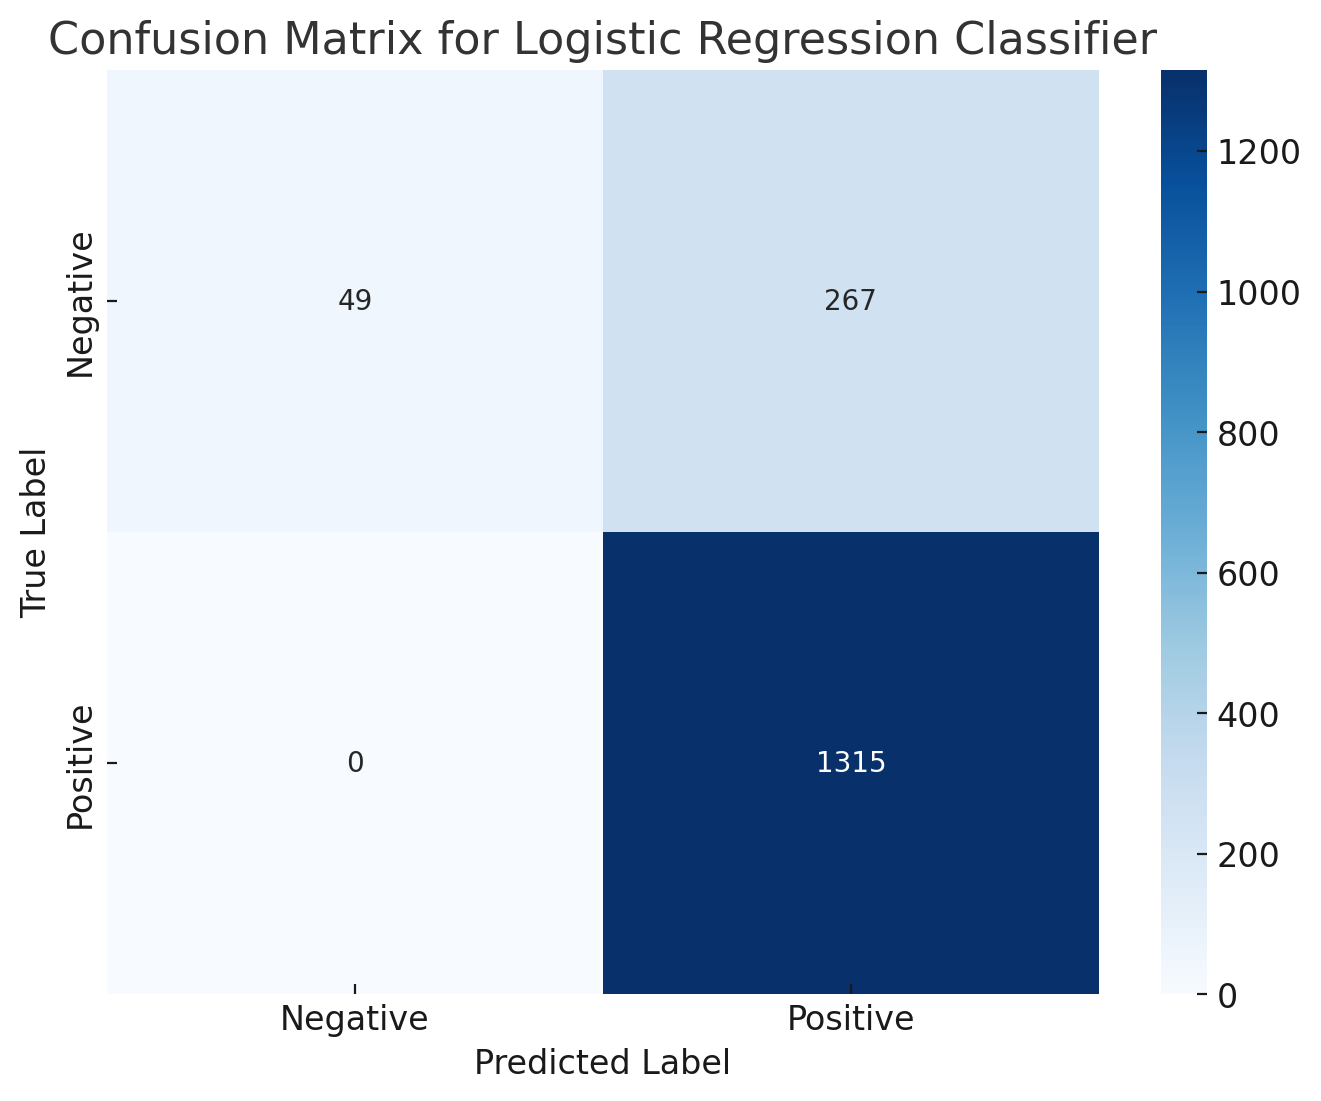 Confusion Matrix for Logistic Regression Classifier
True Label
Negative
Positive
49
267
0
1315
Negative
Positive
Predicted Label
1200
1000
800
600
400
200
0